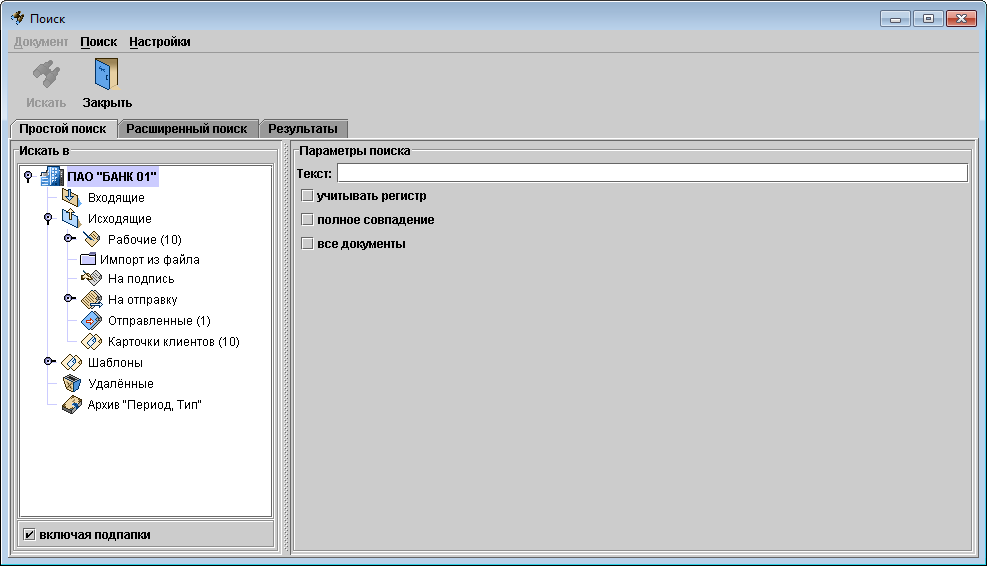 Поиск
Документ Поиск Настройки
Искать Закрыть
Простой поиск Расширенный поиск Результаты
Искать в
ПАО "БАНК 01"
Входящие
Исходящие
Рабочие (10)
Импорт из файла
На подпись
На отправку
Отправленные (1)
Карточки клиентов (10)
Шаблоны
Удалённые
Архив "Период, Тип"
включая подпапки
Параметры поиска
Текст:
учитывать регистр
полное совпадение
все документы